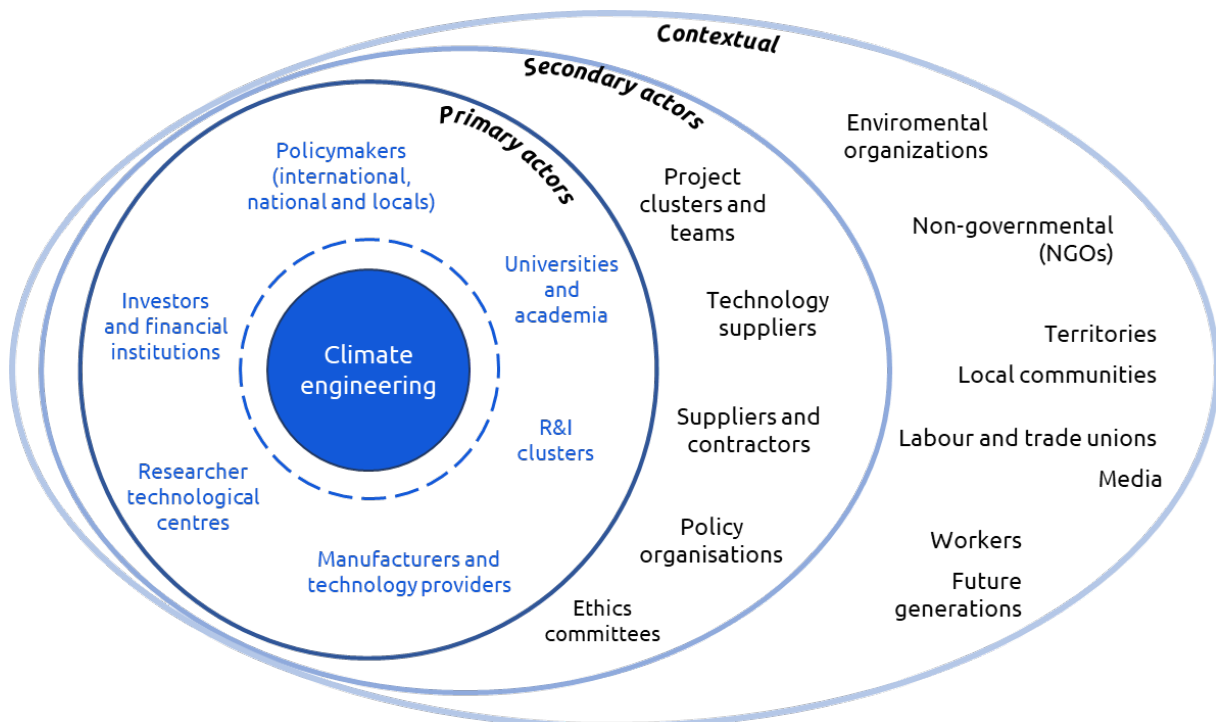 Contextual
Secondary actors
Primary actors
Policymakers
(international,
national and locals)
Universities
and
academia
Investors
and financial
institutions
Climate
engineering
R&I
clusters
Researcher
technological
centres
Manufacturers and
technology providers
Project
clusters and
teams
Technology
suppliers
Suppliers and
contractors
Policy
organisations
Ethics
committees
Enviromental
organizations
Non-governmental
(NGOs)
Territories
Local communities
Labour and trade unions
Media
Workers
Future
generations